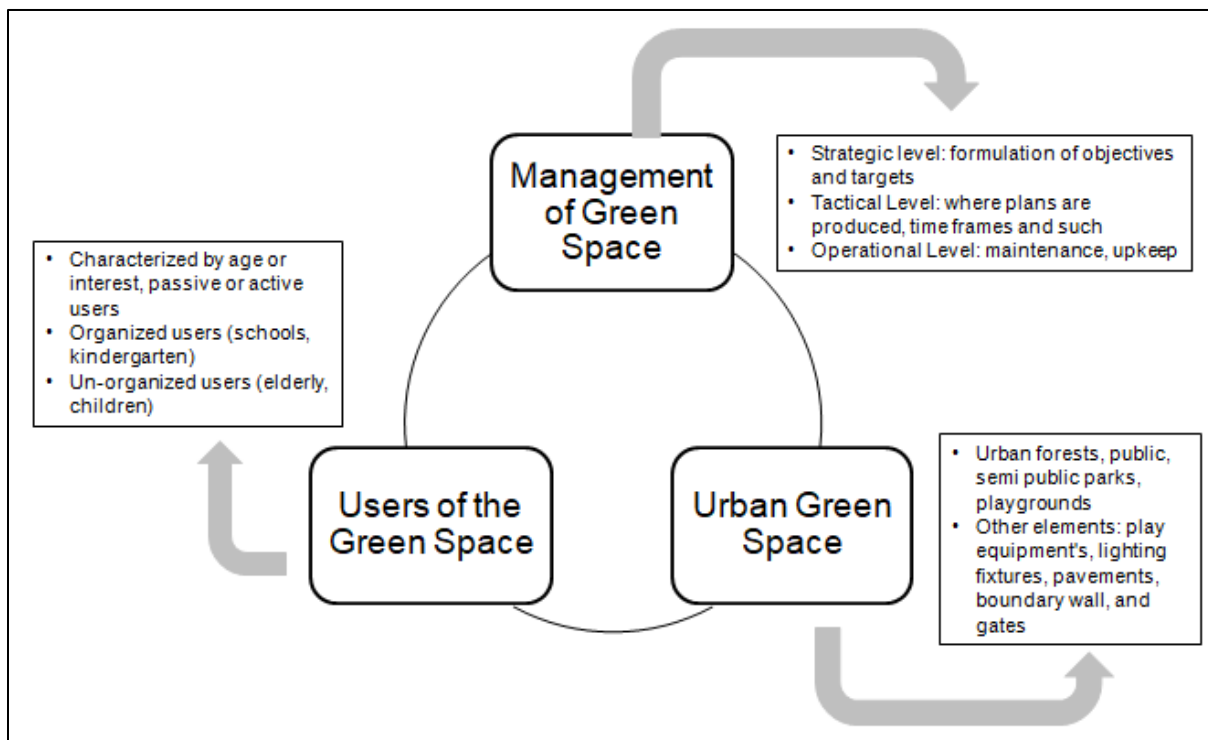 Management
of Green
Space
• Strategic level: formulation of objectives
and targets
• Tactical Level: where plans are
produced, time frames and such
• Operational Level: maintenance, upkeep
• Characterized by age or
interest, passive or active
users
• Organized users (schools,
kindergarten)
• Un-organized users (elderly,
children)
Users of the
Green Space
Urban Green
Space
• Urban forests, public,
semi public parks,
playgrounds
• Other elements: play
equipment's, lighting
fixtures, pavements,
boundary wall, and
gates